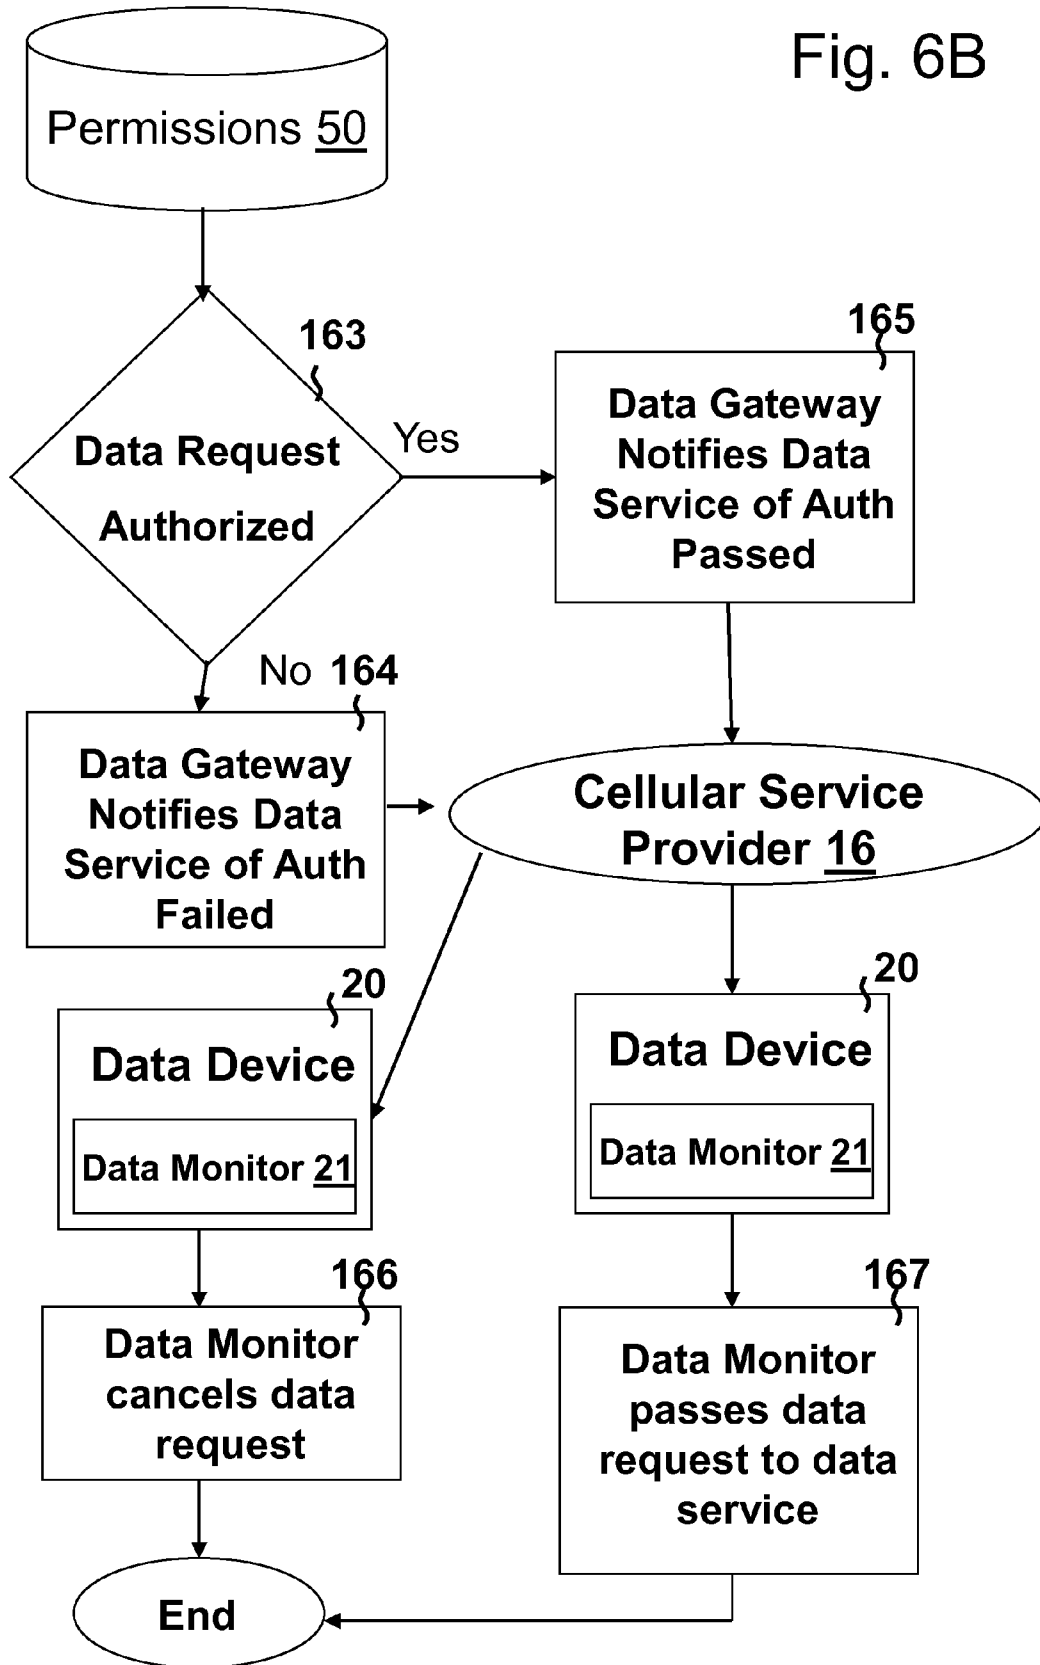 Fig. 6B
Permissions 50
163
Data Request
Authorized
Yes
165
Data Gateway
Notifies Data
Service of Auth
Passed
No
164
Data Gateway
Notifies Data
Service of Auth
Failed
Cellular Service
Provider 16
20
Data Device
Data Monitor 21
20
Data Device
Data Monitor 21
166
Data Monitor
cancels data
request
167
Data Monitor
passes data
request to data
service
End